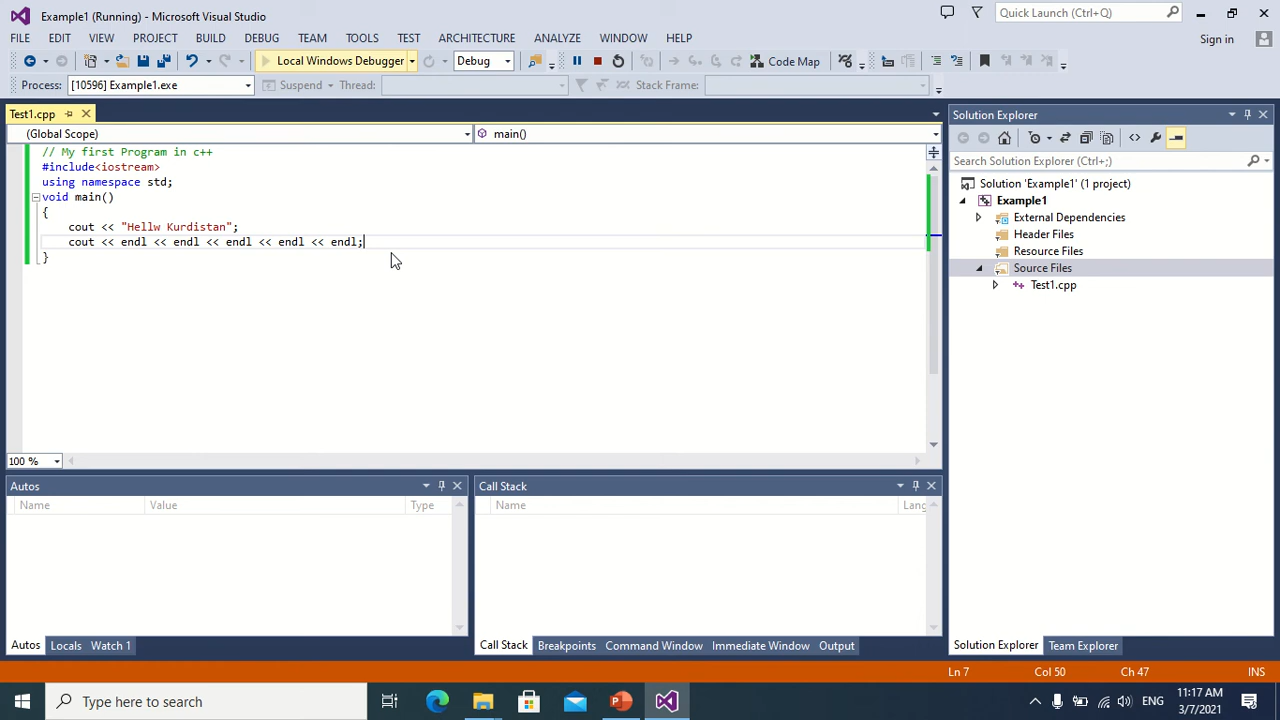 Example1 (Running) - Microsoft Visual Studio
Quick Launch (Ctrl+Q)
FILE EDIT VIEW PROJECT BUILD DEBUG TEAM TOOLS TEST ARCHITECTURE ANALYZE WINDOW HELP
Sign in
Local Windows Debugger Debug Code Map
Process: [10596] Example1.exe Suspend Thread: Stack Frame:
Test1.cpp
(Global Scope) main()
// My first Program in c++
#include<iostream>
using namespace std;
void main()
{
cout << "Hellw Kurdistan";
cout << endl << endl << endl << endl << endl;
}
100 %
Solution Explorer
Search Solution Explorer (Ctrl+;)
Solution 'Example1' (1 project)
Example1
External Dependencies
Header Files
Resource Files
Source Files
Test1.cpp
Autos
Name Value Type
Call Stack
Name Lang
Autos Locals Watch 1
Call Stack Breakpoints Command Window Immediate Window Output
Solution Explorer Team Explorer
Ln 7 Col 50 Ch 47 INS
Type here to search
ENG
11:17 AM
3/7/2021